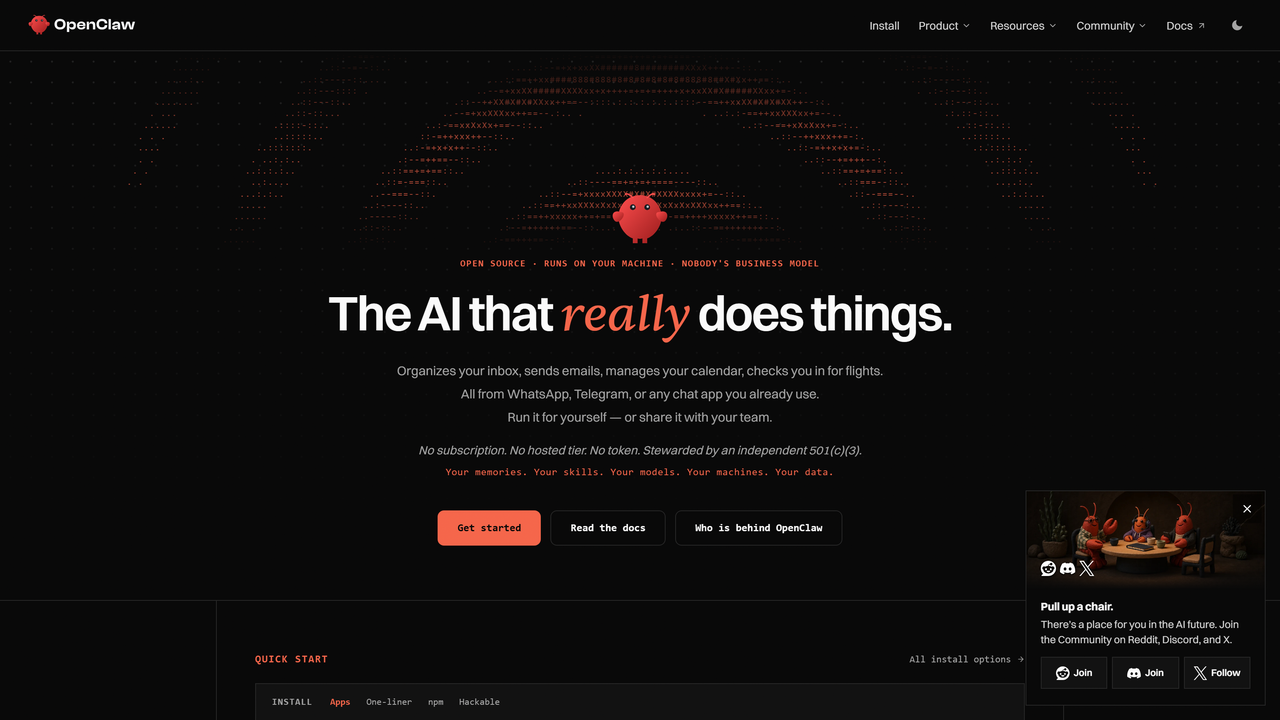 OpenClaw
Install Product Resources Community Docs
OPEN SOURCE · RUNS ON YOUR MACHINE · NOBODY'S BUSINESS MODEL
The AI that really does things.
Organizes your inbox, sends emails, manages your calendar, checks you in for flights.
All from WhatsApp, Telegram, or any chat app you already use.
Run it for yourself — or share it with your team.
No subscription. No hosted tier. No token. Stewarded by an independent 501(c)(3).
Your memories. Your skills. Your models. Your machines. Your data.
Get started Read the docs Who is behind OpenClaw
Pull up a chair.
There's a place for you in the AI future. Join
the Community on Reddit, Discord, and X.
Join Join Follow
QUICK START All install options →
INSTALL Apps One-liner npm Hackable